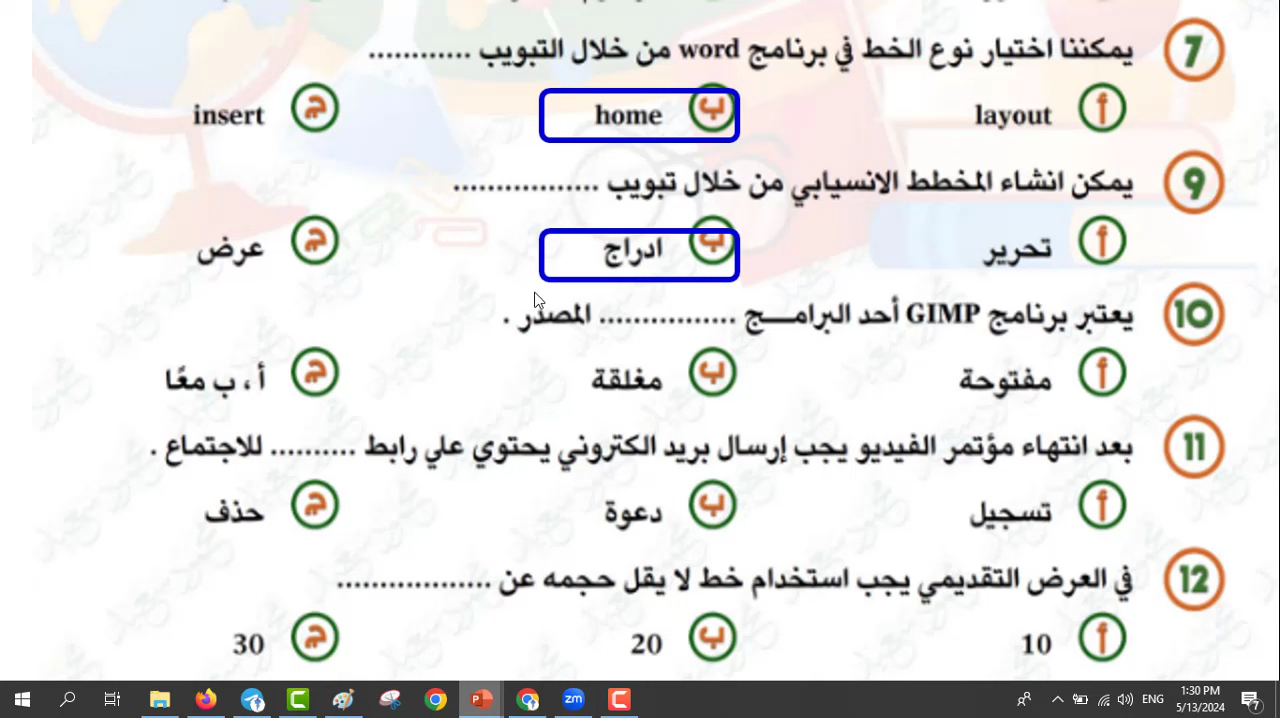 7 يمكننا اختيار نوع الخط في برنامج word من خلال التبويب ............
أ layout ب home ج insert
9 يمكن انشاء المخطط الانسيابي من خلال تبويب .................
أ تحرير ب ادراج ج عرض
10 يعتبر برنامج GIMP أحد البرامـــج ................ المصدر .
أ مفتوحة ب مغلقة ج أ ، ب معًا
11 بعد انتهاء مؤتمر الفيديو يجب إرسال بريد الكتروني يحتوي علي رابط .......... للاجتماع .
أ تسجيل ب دعوة ج حذف
12 في العرض التقديمي يجب استخدام خط لا يقل حجمه عن ..................
أ 10 ب 20 ج 30
zm
ENG
1:30 PM
5/13/2024
7